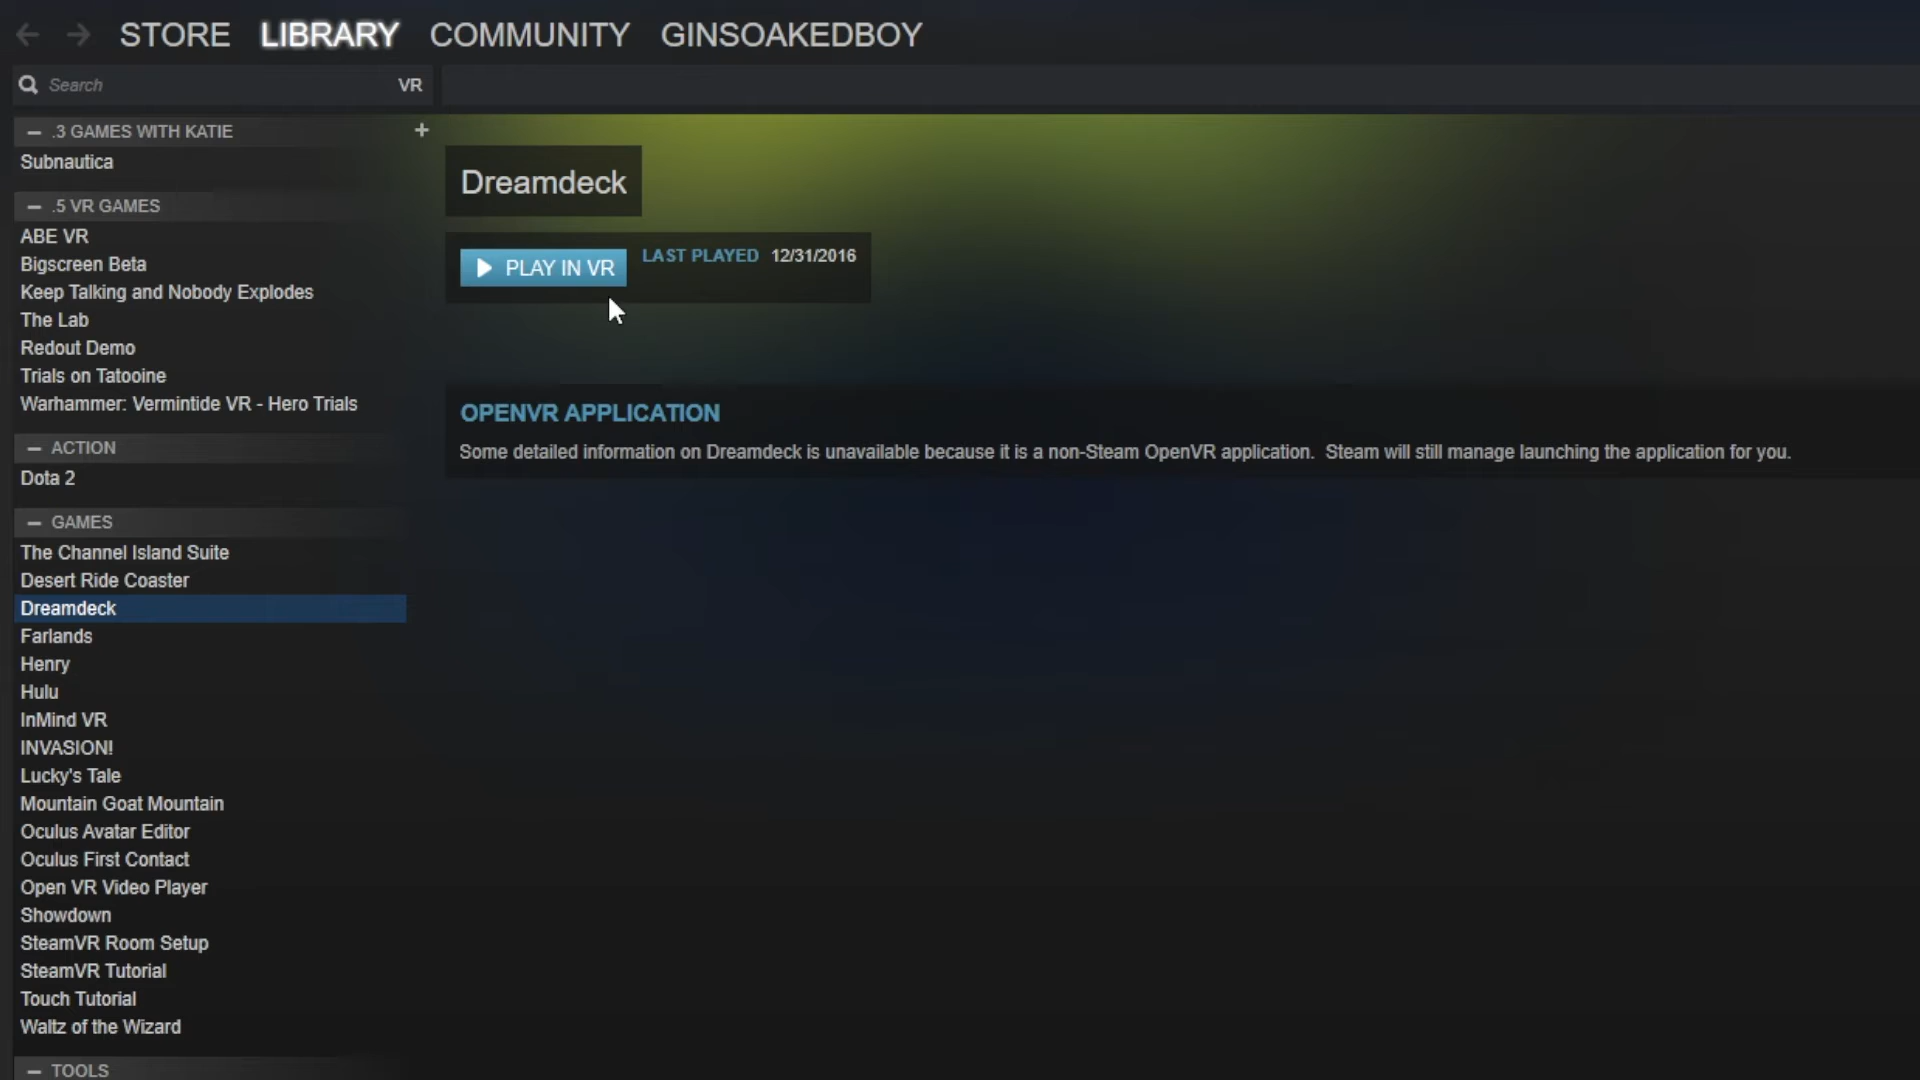 STORE LIBRARY COMMUNITY GINSOAKEDBOY
Search VR
.3 GAMES WITH KATIE +
Subnautica
.5 VR GAMES
ABE VR
Bigscreen Beta
Keep Talking and Nobody Explodes
The Lab
Redout Demo
Trials on Tatooine
Warhammer: Vermintide VR - Hero Trials
ACTION
Dota 2
GAMES
The Channel Island Suite
Desert Ride Coaster
Dreamdeck
Farlands
Henry
Hulu
InMind VR
INVASION!
Lucky's Tale
Mountain Goat Mountain
Oculus Avatar Editor
Oculus First Contact
Open VR Video Player
Showdown
SteamVR Room Setup
SteamVR Tutorial
Touch Tutorial
Waltz of the Wizard
TOOLS
Dreamdeck
PLAY IN VR LAST PLAYED 12/31/2016
OPENVR APPLICATION
Some detailed information on Dreamdeck is unavailable because it is a non-Steam OpenVR application. Steam will still manage launching the application for you.